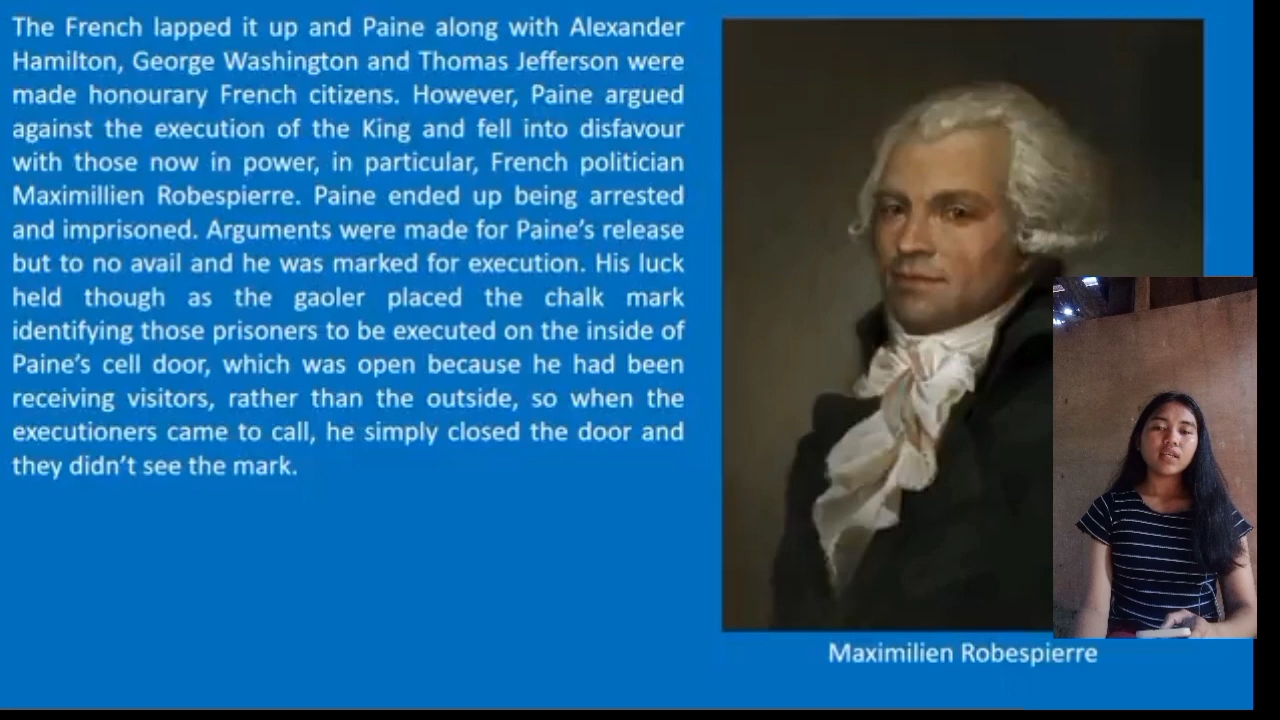 The French lapped it up and Paine along with Alexander
Hamilton, George Washington and Thomas Jefferson were
made honourary French citizens. However, Paine argued
against the execution of the King and fell into disfavour
with those now in power, in particular, French politician
Maximillien Robespierre. Paine ended up being arrested
and imprisoned. Arguments were made for Paine's release
but to no avail and he was marked for execution. His luck
held though as the gaoler placed the chalk mark
identifying those prisoners to be executed on the inside of
Paine's cell door, which was open because he had been
receiving visitors, rather than the outside, so when the
executioners came to call, he simply closed the door and
they didn't see the mark.
Maximilien Robespierre